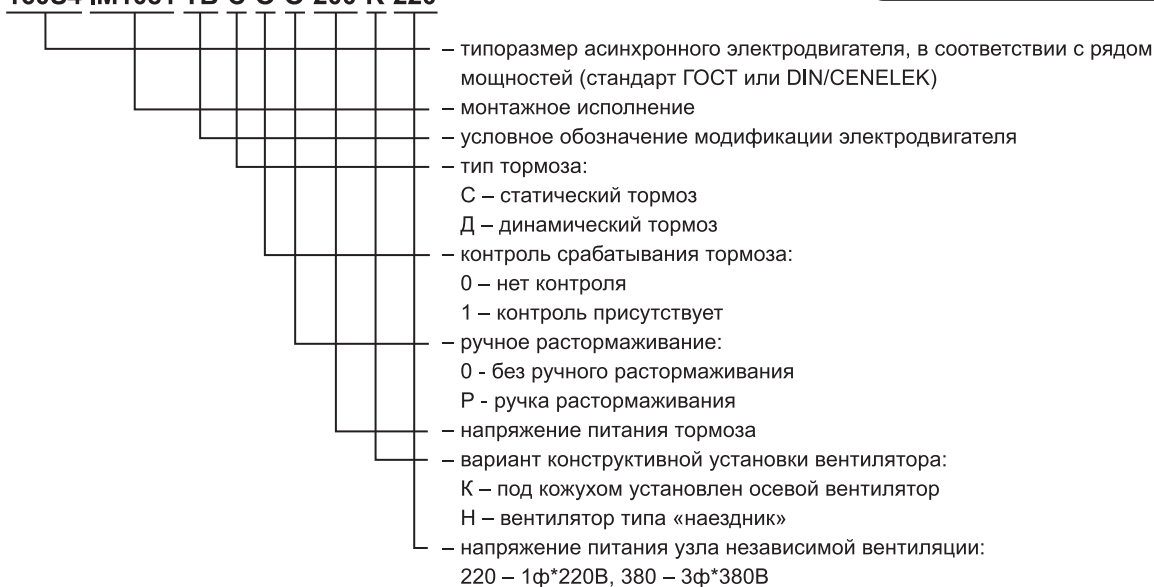 – типоразмер асинхронного электродвигателя, в соответствии с рядом
мощностей (стандарт ГОСТ или DIN/CENELEK)
– монтажное исполнение
– условное обозначение модификации электродвигателя
– тип тормоза:
С – статический тормоз
Д – динамический тормоз
– контроль срабатывания тормоза:
0 – нет контроля
1 – контроль присутствует
– ручное растормаживание:
0 - без ручного растормаживания
Р - ручка растормаживания
– напряжение питания тормоза
– вариант конструктивной установки вентилятора:
К – под кожухом установлен осевой вентилятор
Н – вентилятор типа «наездник»
– напряжение питания узла независимой вентиляции:
220 – 1ф*220В, 380 – 3ф*380В